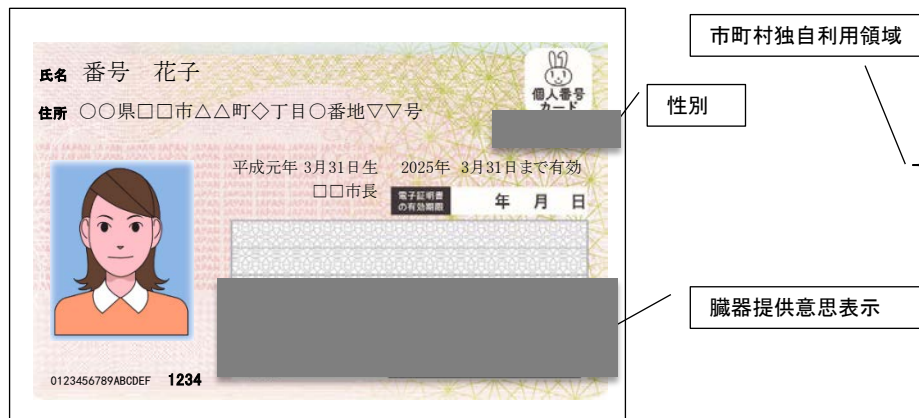 氏名 番号 花子
住所 ○○県□□市△△町◇丁目○番地▽▽号
個人番号
カード
平成元年 3月31日生 2025年 3月31日まで有効
□□市長
電子証明書
の有効期限
年 月 日
0123456789ABCDEF 1234
市町村独自利用領域
性別
臓器提供意思表示